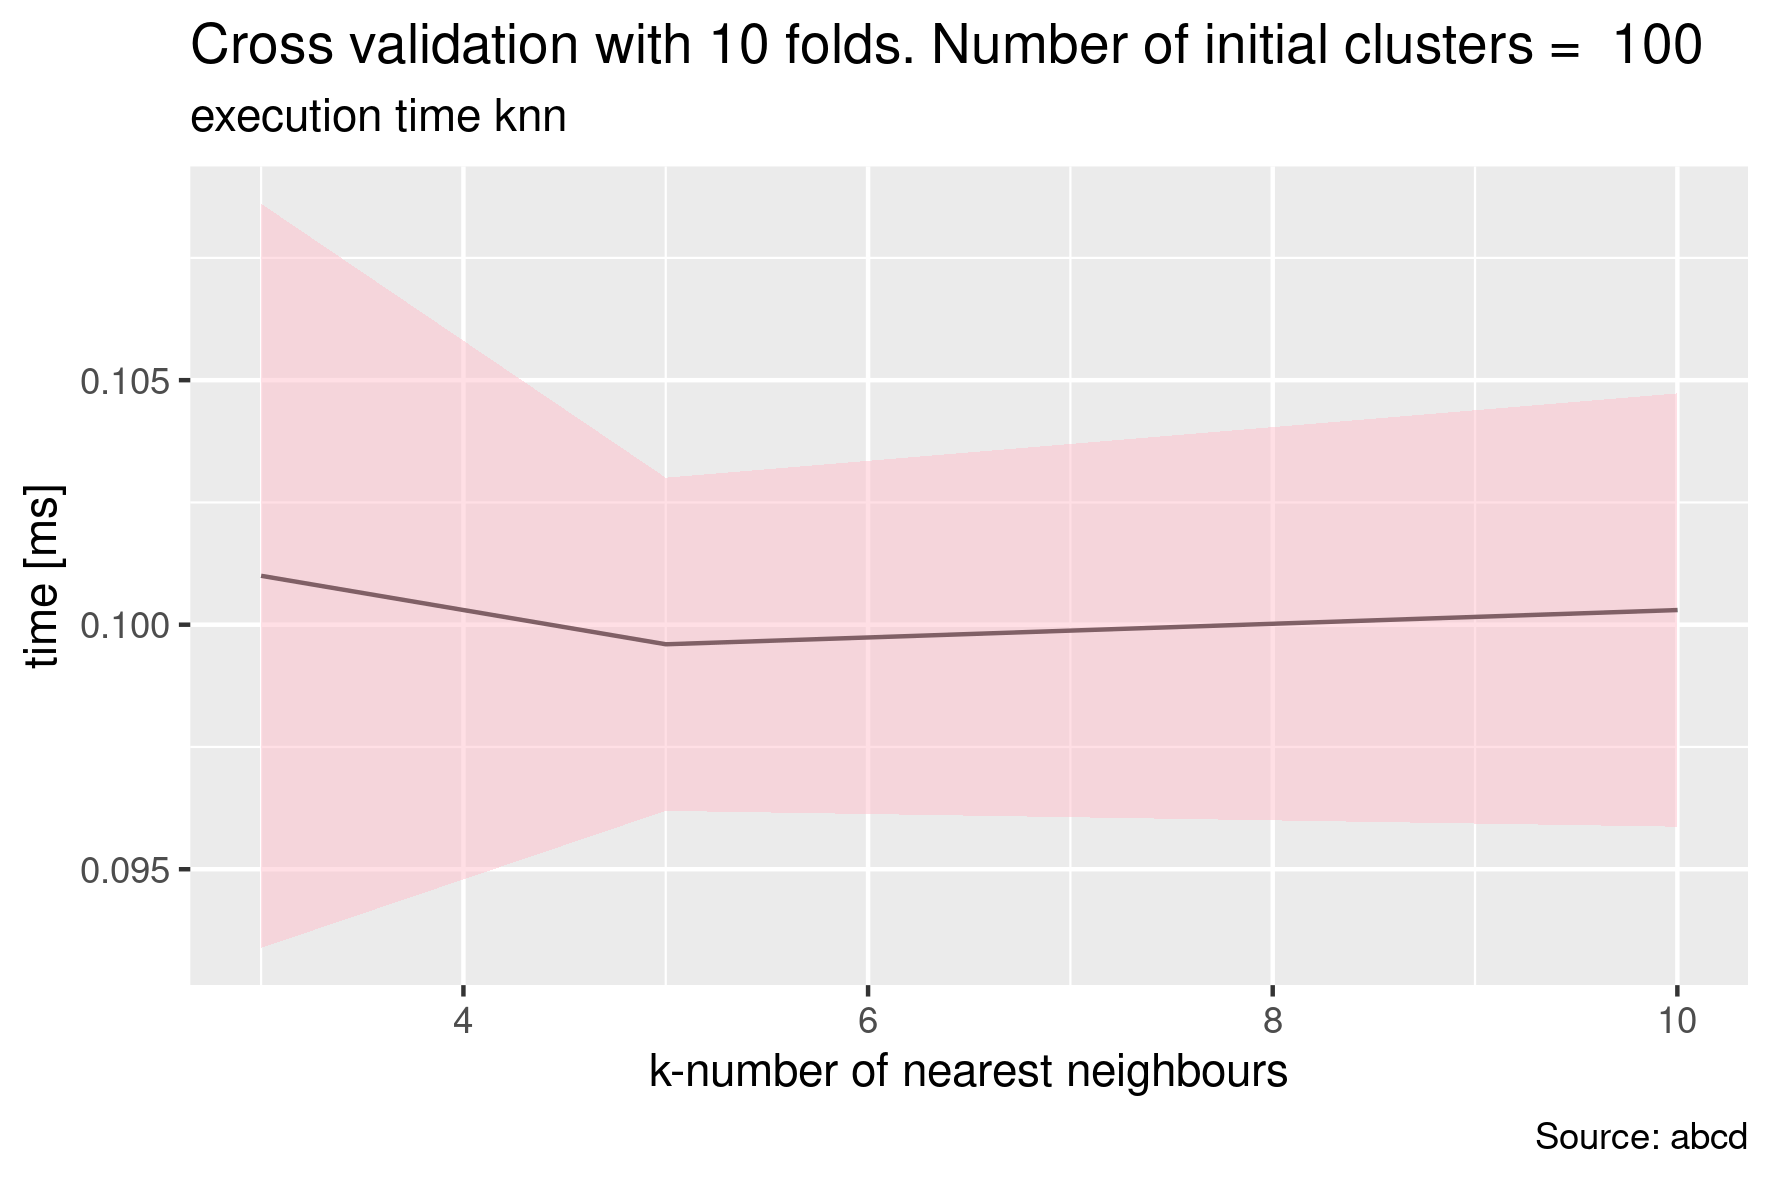 Cross validation with 10 folds. Number of initial clusters =  100
execution time knn
time [ms]
0.105
0.100
0.095
4 6 8 10
k-number of nearest neighbours
Source: abcd